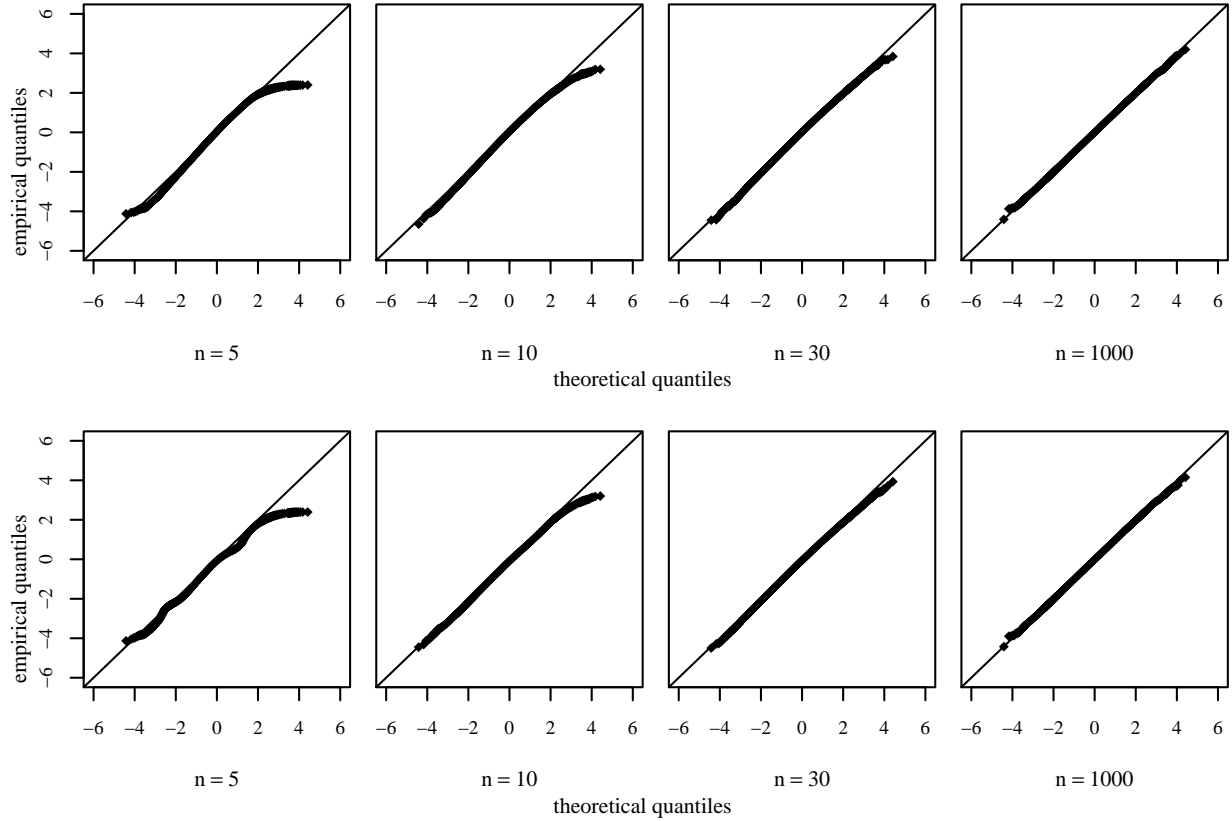 6
4
2
0
−2
−4
−6
empirical quantiles
−6 −4 −2 0 2 4 6 −6 −4 −2 0 2 4 6 −6 −4 −2 0 2 4 6 −6 −4 −2 0 2 4 6
n = 5 n = 10 n = 30 n = 1000
theoretical quantiles
6
4
2
0
−2
−4
−6
empirical quantiles
−6 −4 −2 0 2 4 6 −6 −4 −2 0 2 4 6 −6 −4 −2 0 2 4 6 −6 −4 −2 0 2 4 6
n = 5 n = 10 n = 30 n = 1000
theoretical quantiles